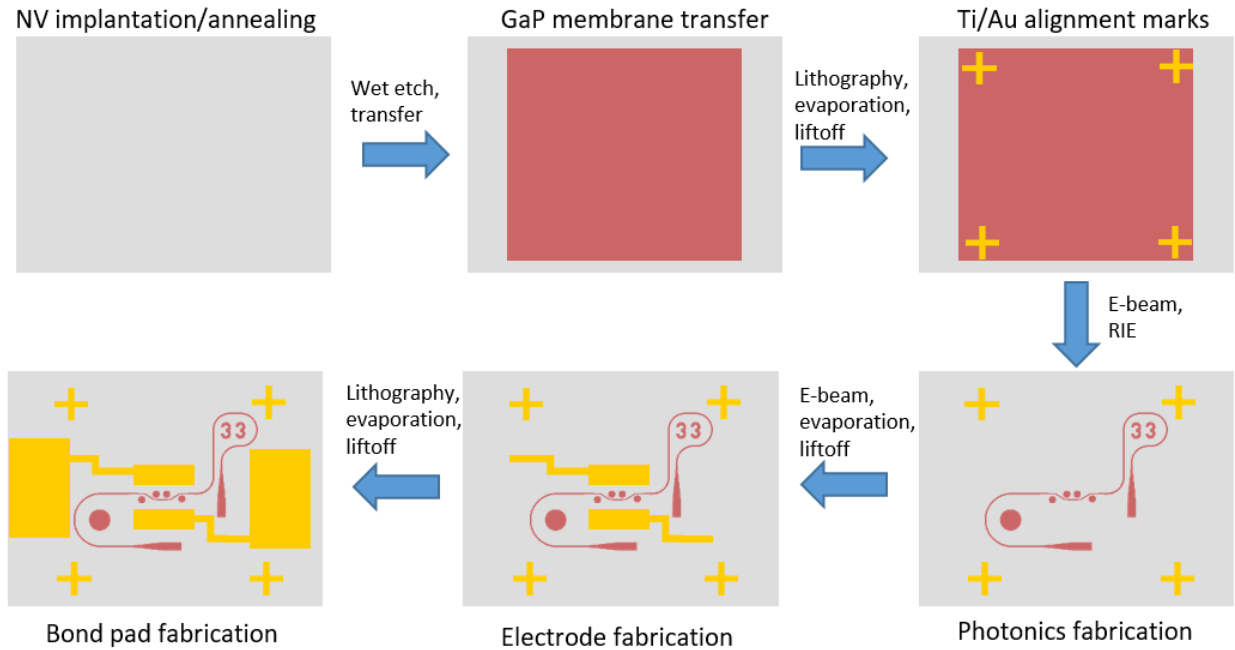 NV implantation/annealing
GaP membrane transfer
Ti/Au alignment marks
Wet etch,
transfer
Lithography,
evaporation,
liftoff
E-beam,
RIE
Lithography,
evaporation,
liftoff
E-beam,
evaporation,
liftoff
33
33
33
Bond pad fabrication
Electrode fabrication
Photonics fabrication